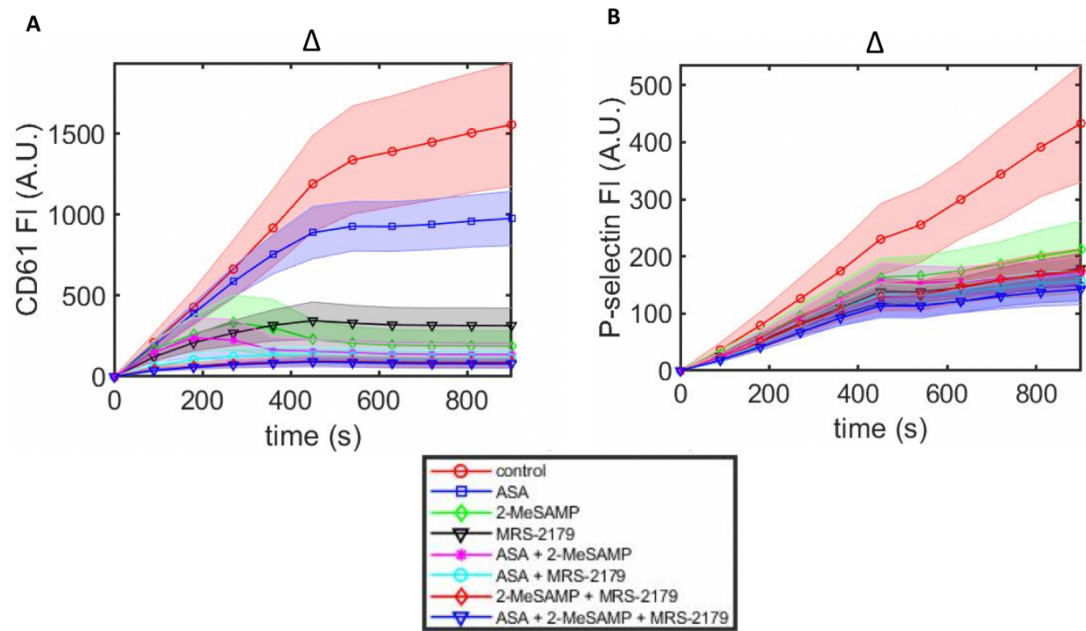 A
B
Δ
Δ
CD61 FI (A.U.)
1500
1000
500
0
0
200
400
600
800
time (s)
P-selectin FI (A.U.)
500
400
300
200
100
0
0
200
400
600
800
time (s)
control
ASA
2-MeSAMP
MRS-2179
ASA + 2-MeSAMP
ASA + MRS-2179
2-MeSAMP + MRS-2179
ASA + 2-MeSAMP + MRS-2179